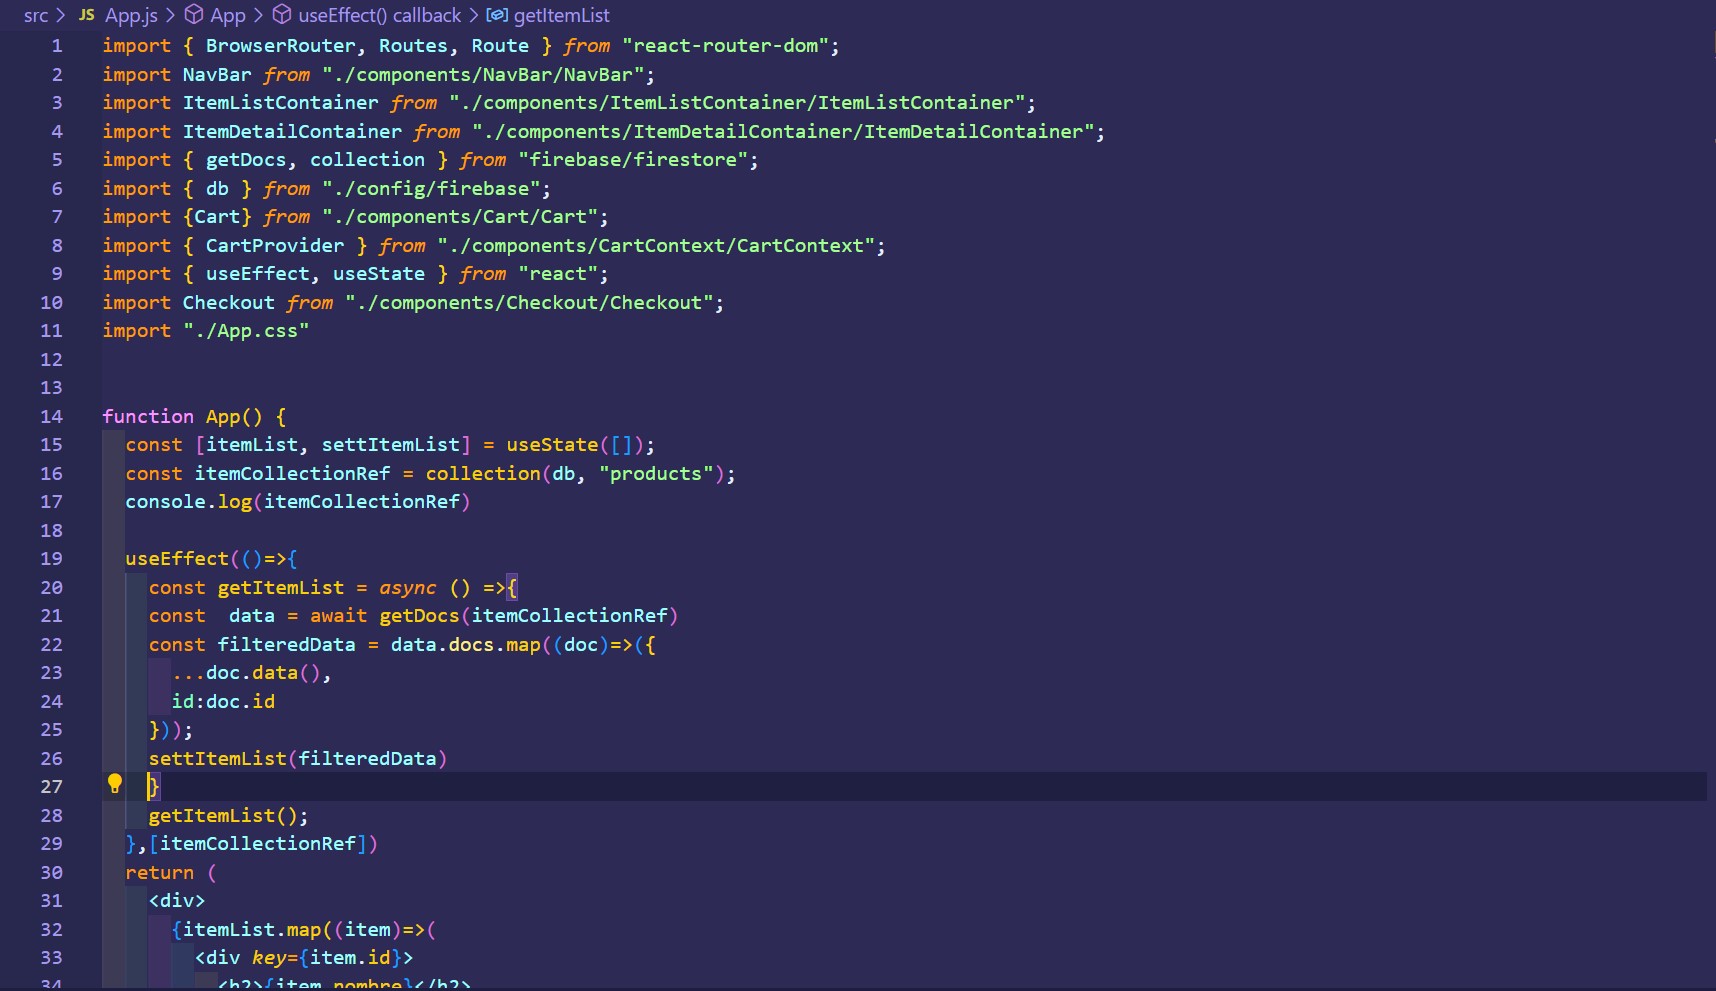 src > JS App.js > App > useEffect() callback > getItemList
1 import { BrowserRouter, Routes, Route } from "react-router-dom";
2 import NavBar from "./components/NavBar/NavBar";
3 import ItemListContainer from "./components/ItemListContainer/ItemListContainer";
4 import ItemDetailContainer from "./components/ItemDetailContainer/ItemDetailContainer";
5 import { getDocs, collection } from "firebase/firestore";
6 import { db } from "./config/firebase";
7 import {Cart} from "./components/Cart/Cart";
8 import { CartProvider } from "./components/CartContext/CartContext";
9 import { useEffect, useState } from "react";
10 import Checkout from "./components/Checkout/Checkout";
11 import "./App.css"
12
13
14 function App() {
15   const [itemList, settItemList] = useState([]);
16   const itemCollectionRef = collection(db, "products");
17   console.log(itemCollectionRef)
18
19   useEffect(()=>{
20     const getItemList = async () =>{
21     const  data = await getDocs(itemCollectionRef)
22     const filteredData = data.docs.map((doc)=>({
23       ...doc.data(),
24       id:doc.id
25     }));
26     settItemList(filteredData)
27     }
28     getItemList();
29   },[itemCollectionRef])
30   return (
31     <div>
32       {itemList.map((item)=>(
33         <div key={item.id}>
34           <h2>{item.nombre}</h2>